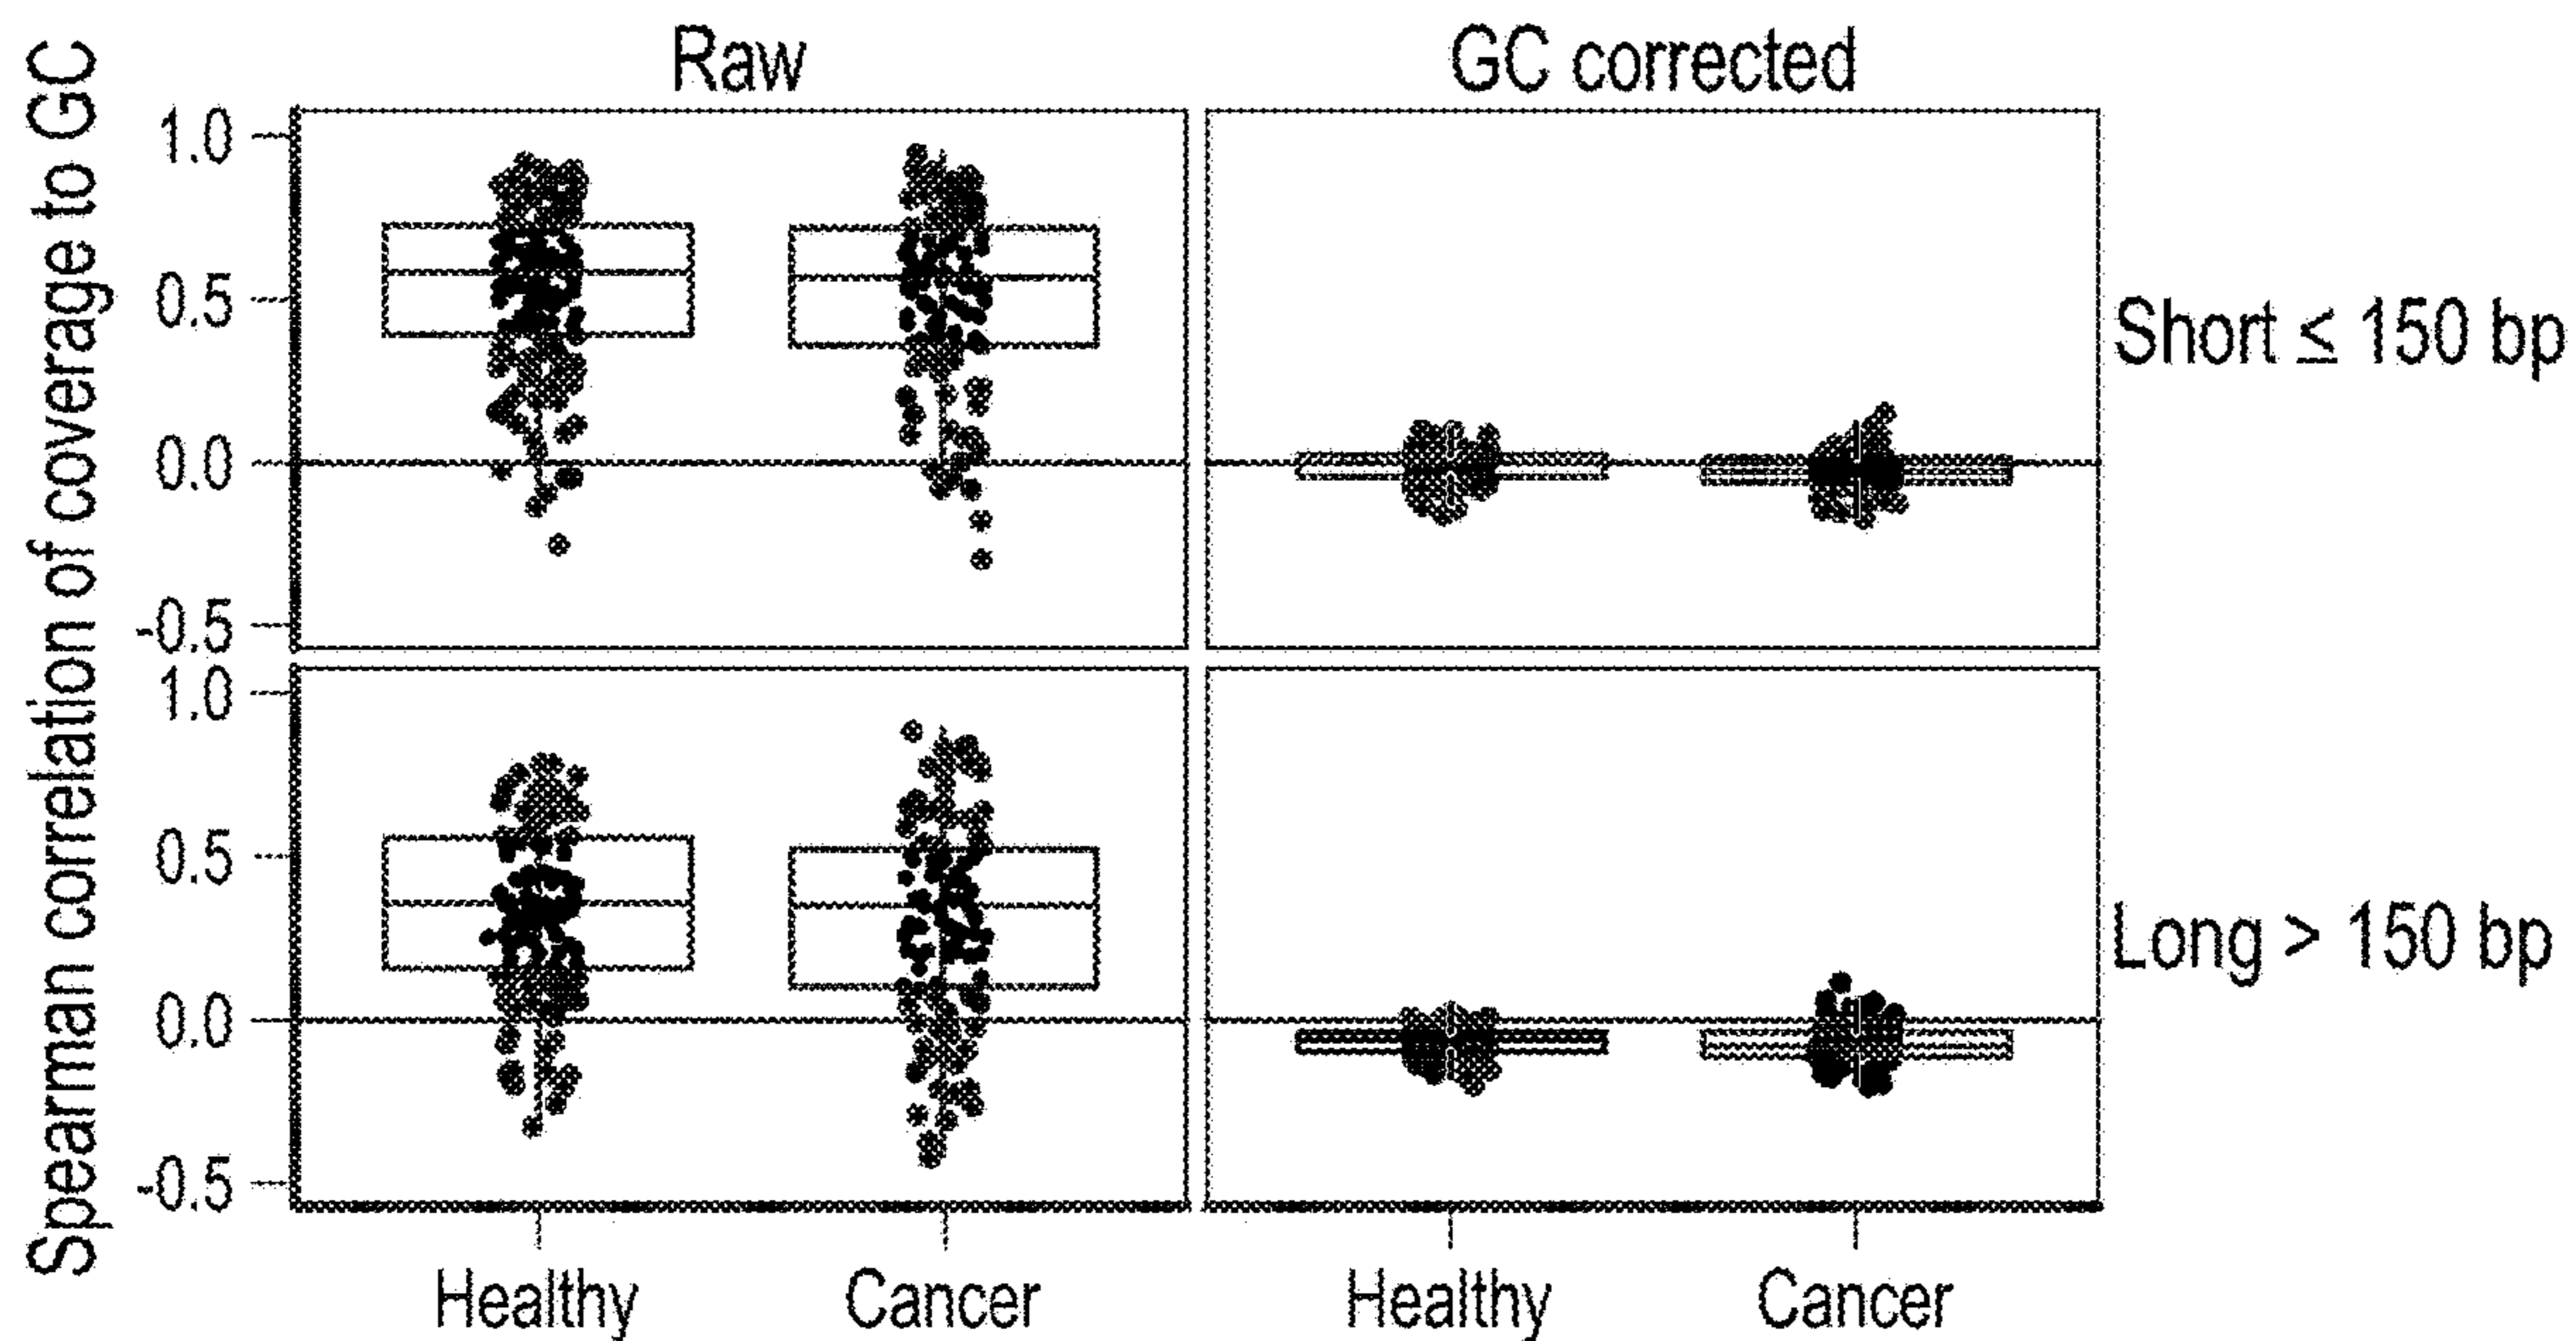 Raw
GC corrected
Spearman correlation of coverage to GC
1.0
0.5
0.0
-0.5
Short ≤ 150 bp
1.0
0.5
0.0
-0.5
Long > 150 bp
Healthy
Cancer
Healthy
Cancer